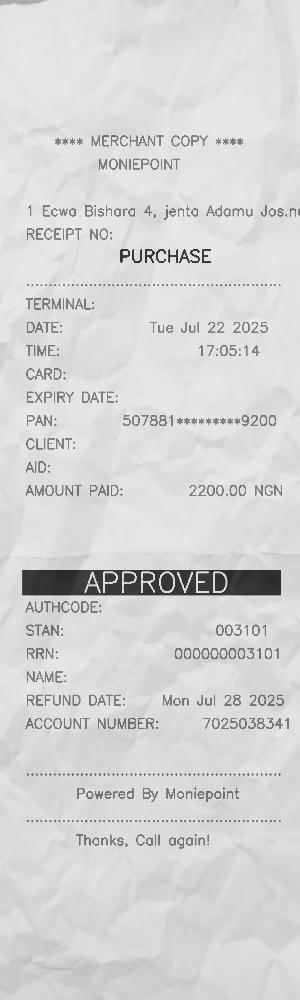 **** MERCHANT COPY ****
MONIEPOINT
1 Ecwa Bishara 4, jenta Adamu Jos.
RECEIPT NO:
PURCHASE
TERMINAL:
DATE: Tue Jul 22 2025
TIME: 17:05:14
CARD:
EXPIRY DATE:
PAN: 507881*********9200
CLIENT:
AID:
AMOUNT PAID: 2200.00 NGN
APPROVED
AUTHCODE:
STAN: 003101
RRN: 000000003101
NAME:
REFUND DATE: Mon Jul 28 2025
ACCOUNT NUMBER: 7025038341
Powered By Moniepoint
Thanks, Call again!